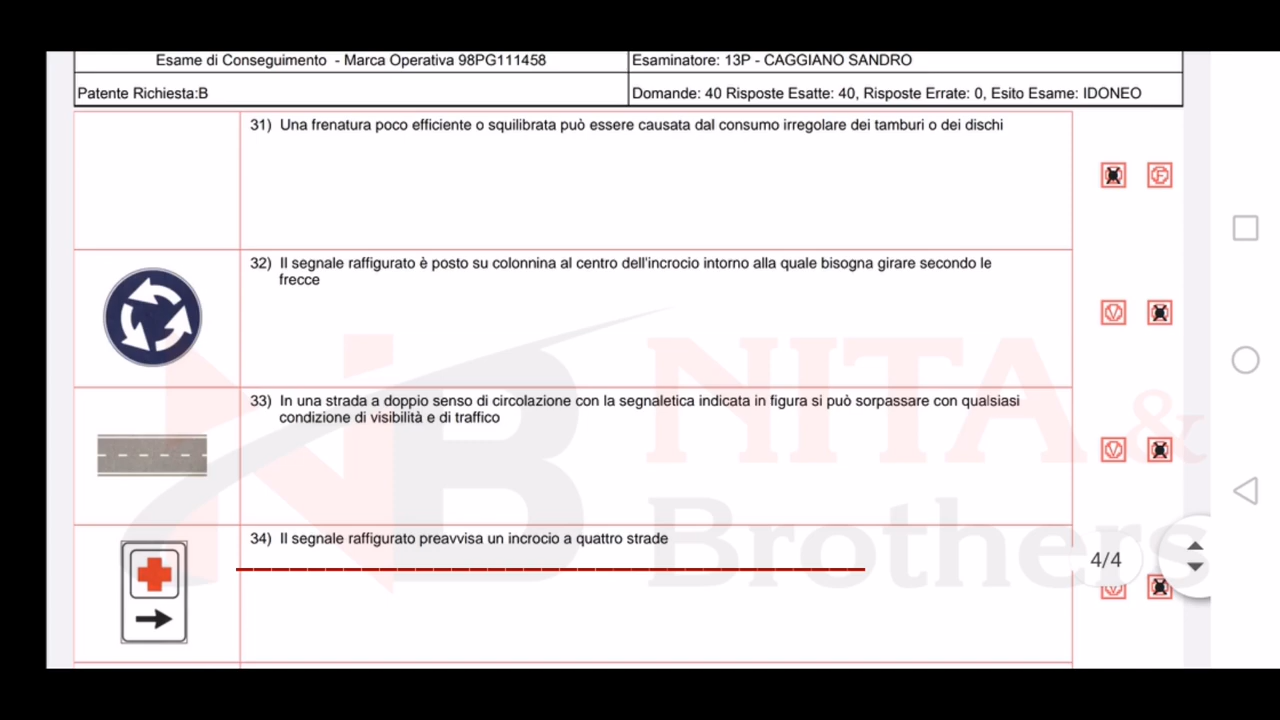 Esame di Conseguimento - Marca Operativa 98PG111458
Esaminatore: 13P - CAGGIANO SANDRO
Patente Richiesta:B
Domande: 40 Risposte Esatte: 40, Risposte Errate: 0, Esito Esame: IDONEO
31) Una frenatura poco efficiente o squilibrata può essere causata dal consumo irregolare dei tamburi o dei dischi
F
32) Il segnale raffigurato è posto su colonnina al centro dell'incrocio intorno alla quale bisogna girare secondo le
frecce
V
33) In una strada a doppio senso di circolazione con la segnaletica indicata in figura si può sorpassare con qualsiasi
condizione di visibilità e di traffico
V
34) Il segnale raffigurato preavvisa un incrocio a quattro strade
V
4/4
NB NITA &
Brothers